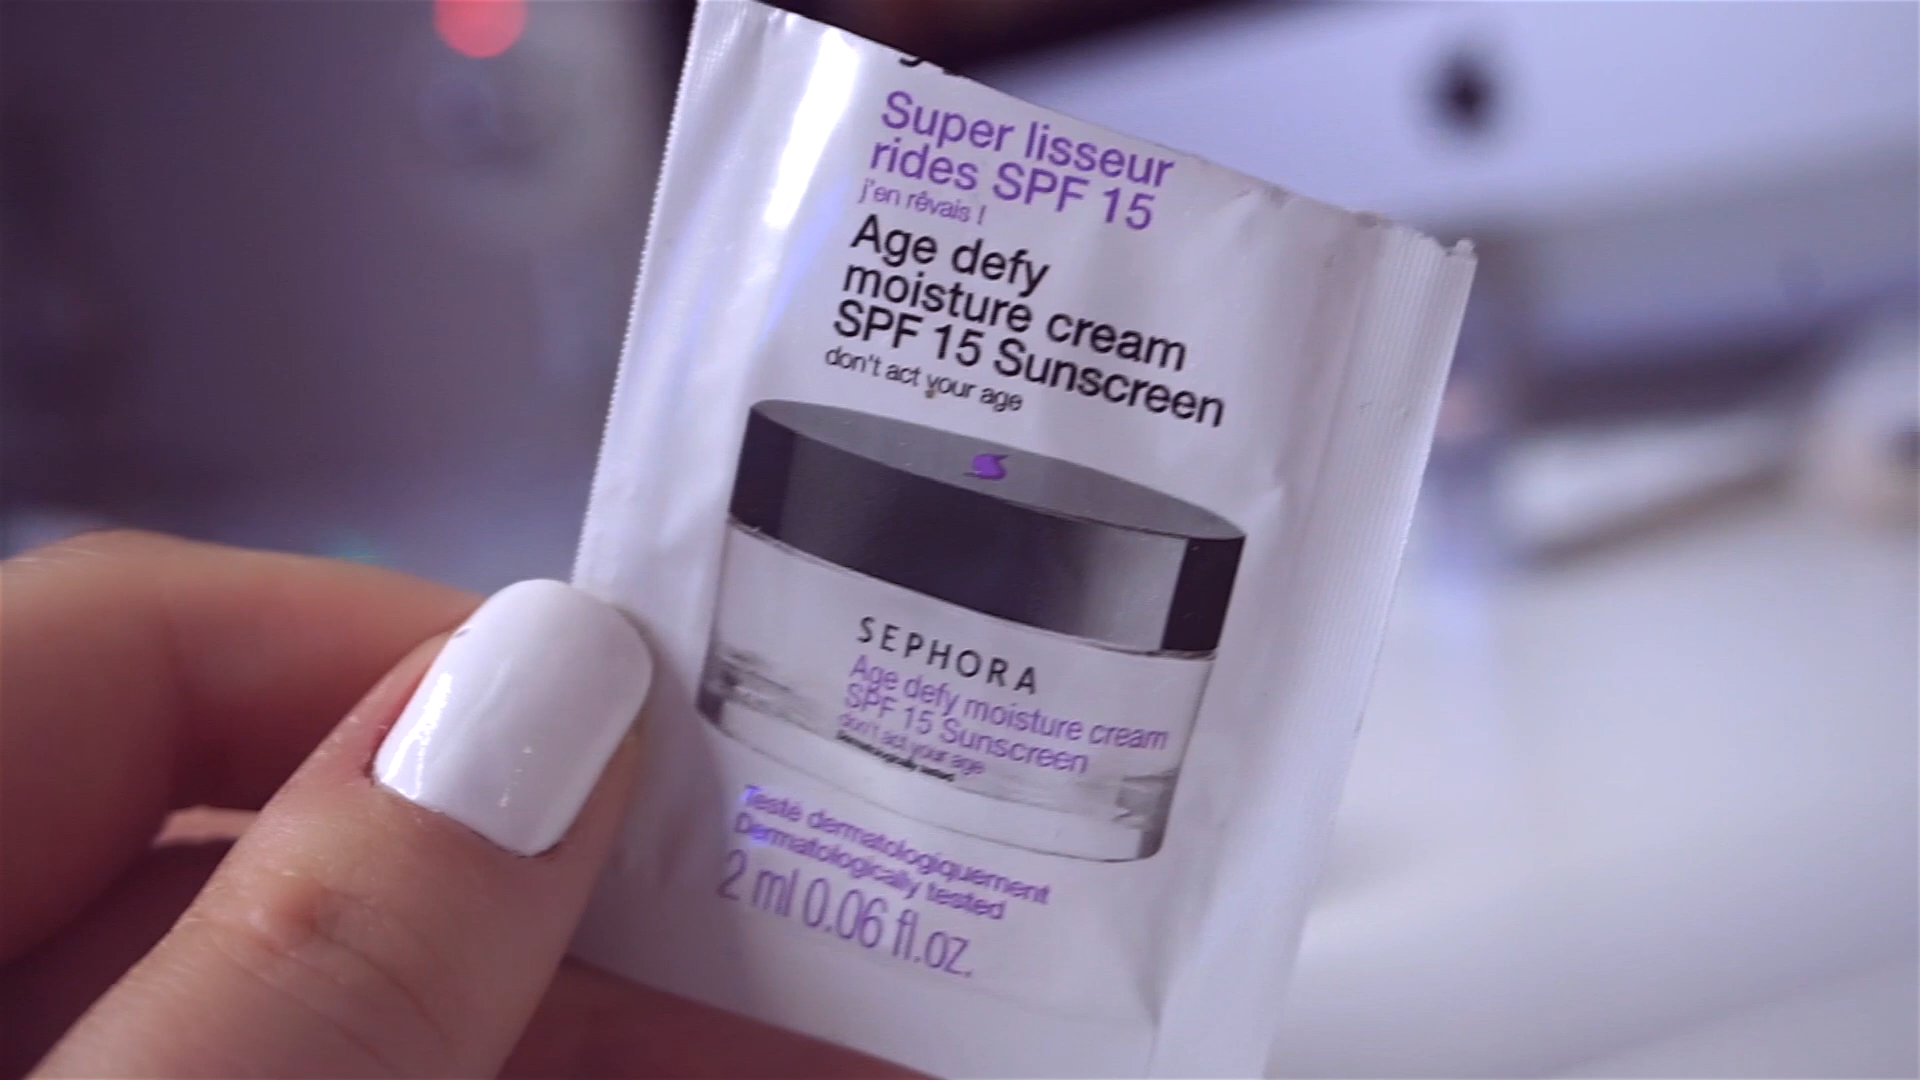 Super lisseur
rides SPF 15
j'en rêvais !
Age defy
moisture cream
SPF 15 Sunscreen
don't act your age
SEPHORA
Age defy moisture cream
SPF 15 Sunscreen
don't act your age
Dermatologically tested
Testé dermatologiquement
Dermatologically tested
2 ml 0.06 fl.oz.